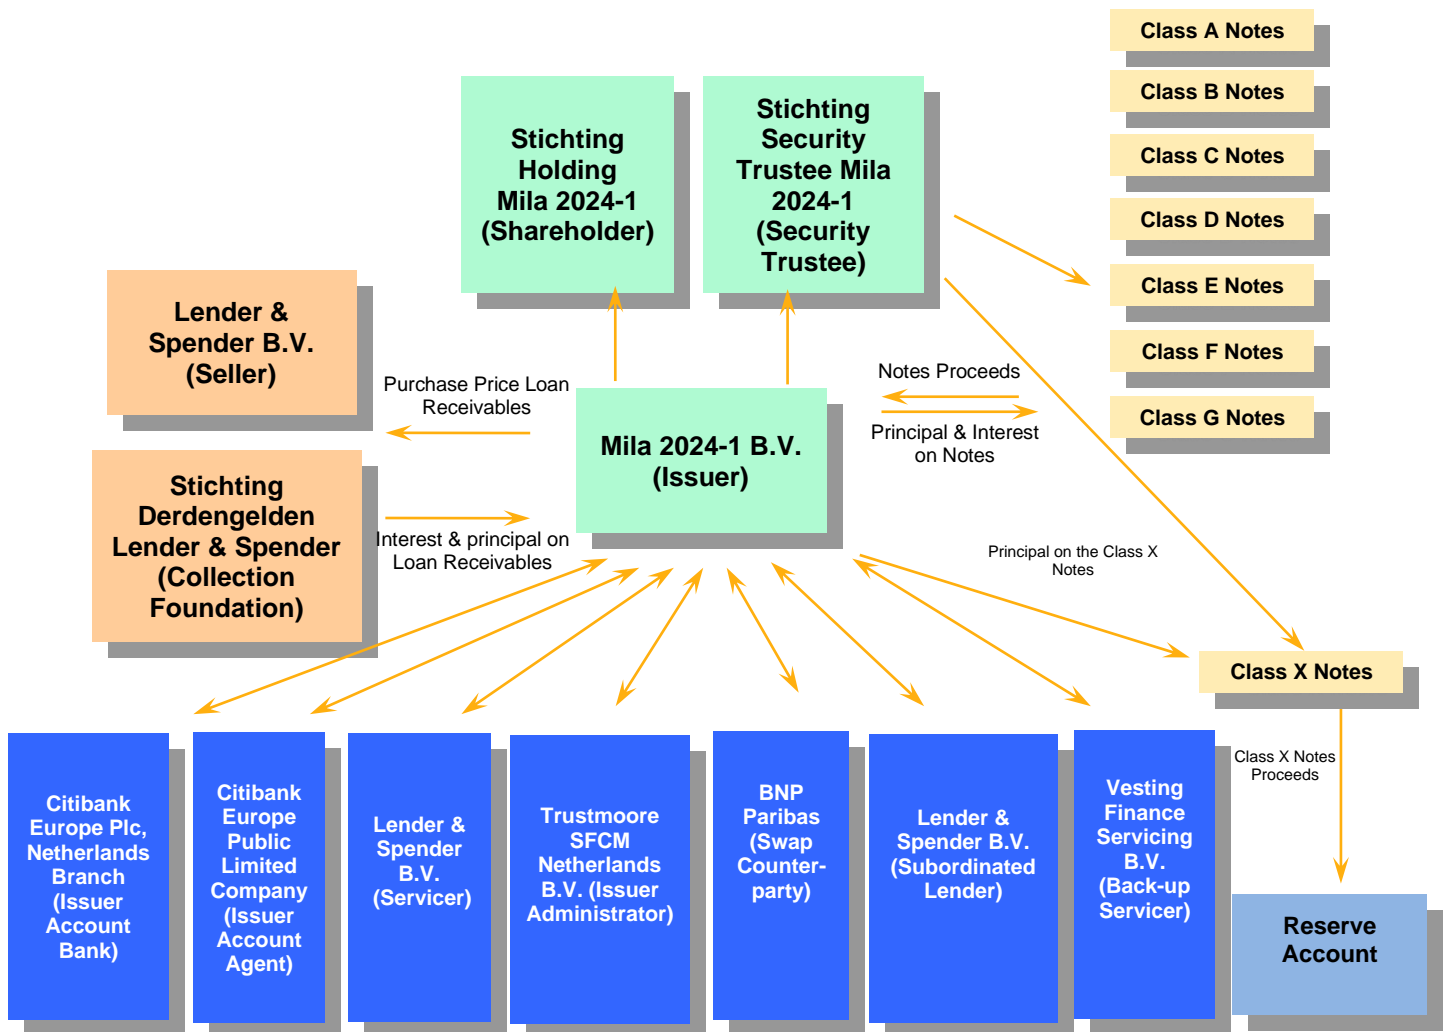 Class A Notes
Class B Notes
Class C Notes
Class D Notes
Class E Notes
Class F Notes
Class G Notes
Stichting
Holding
Mila 2024-1
(Shareholder)
Stichting
Security
Trustee Mila
2024-1
(Security
Trustee)
Lender &
Spender B.V.
(Seller)
Purchase Price Loan
Receivables
Notes Proceeds
Principal & Interest
on Notes
Mila 2024-1 B.V.
(Issuer)
Stichting
Derdengelden
Lender & Spender
(Collection
Foundation)
Interest & principal on
Loan Receivables
Principal on the Class X
Notes
Class X Notes
Class X Notes
Proceeds
Citibank
Europe Plc,
Netherlands
Branch
(Issuer
Account
Bank)
Citibank
Europe
Public
Limited
Company
(Issuer
Account
Agent)
Lender &
Spender
B.V.
(Servicer)
Trustmoore
SFCM
Netherlands
B.V. (Issuer
Administrator)
BNP
Paribas
(Swap
Counter-
party)
Lender &
Spender B.V.
(Subordinated
Lender)
Vesting
Finance
Servicing
B.V.
(Back-up
Servicer)
Reserve
Account